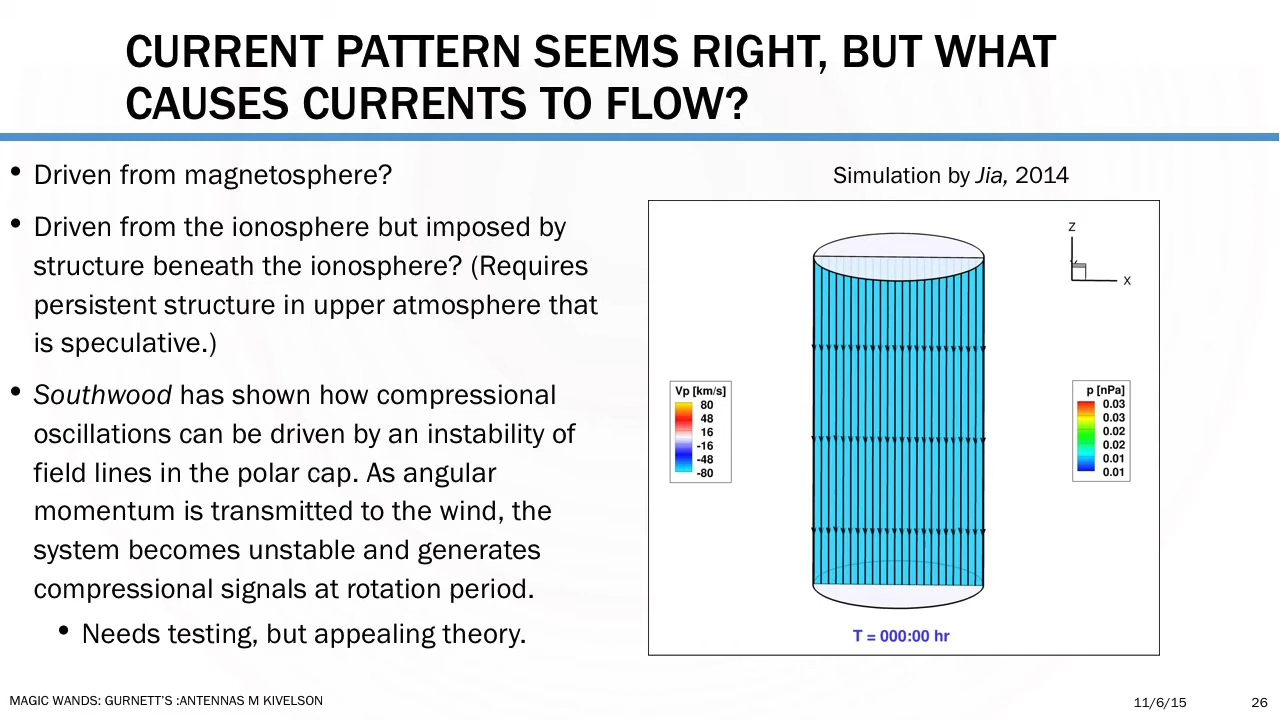 CURRENT PATTERN SEEMS RIGHT, BUT WHAT
CAUSES CURRENTS TO FLOW?
• Driven from magnetosphere?
• Driven from the ionosphere but imposed by
structure beneath the ionosphere? (Requires
persistent structure in upper atmosphere that
is speculative.)
• Southwood has shown how compressional
oscillations can be driven by an instability of
field lines in the polar cap. As angular
momentum is transmitted to the wind, the
system becomes unstable and generates
compressional signals at rotation period.
• Needs testing, but appealing theory.
Simulation by Jia, 2014
Z
X
Vp [km/s]
80
48
16
-16
-48
-80
p [nPa]
0.03
0.03
0.02
0.02
0.01
0.01
T = 000:00 hr
MAGIC WANDS: GURNETT'S :ANTENNAS M KIVELSON
11/6/15
26